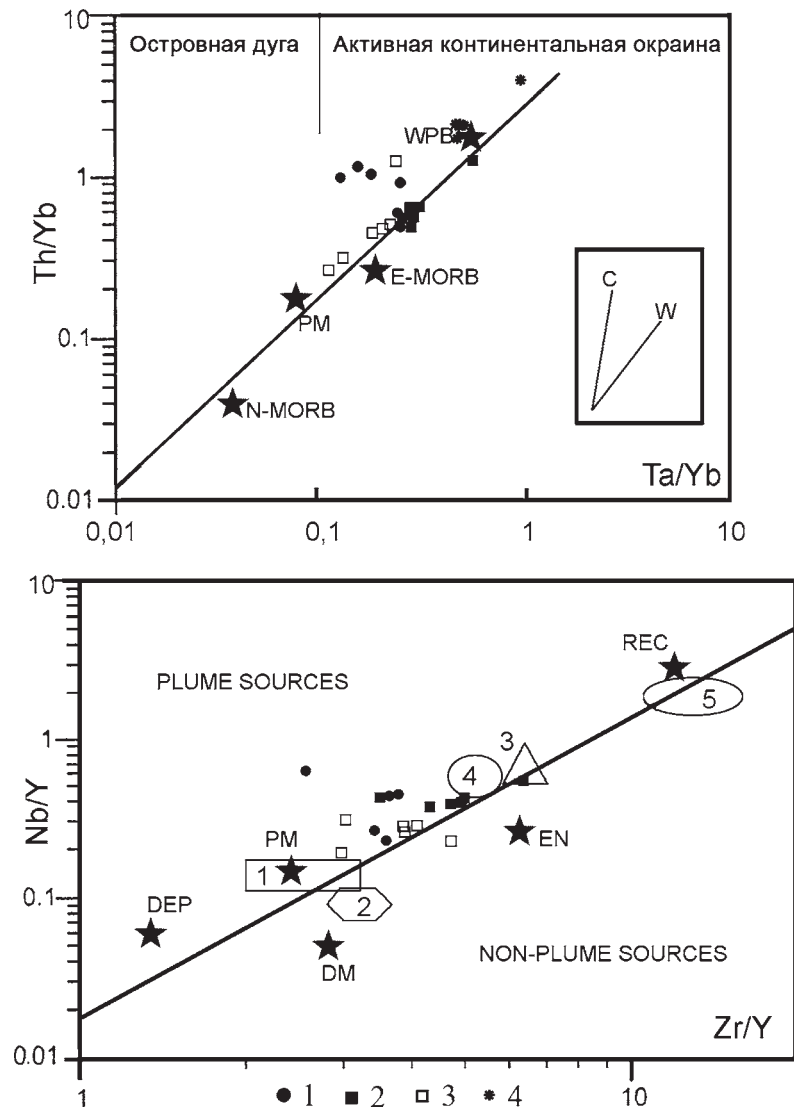 10
Островная дуга Активная континентальная окраина
WPB
1
Th/Yb
E-MORB
C
W
PM
0.1
N-MORB
Ta/Yb
0.01
0,01 0,1 1 10
10
REC
PLUME SOURCES
5
3
1
4
Nb/Y
PM
EN
1
DEP
2
0.1
NON-PLUME SOURCES
DM
Zr/Y
0.01
1 10
1 2 3 4